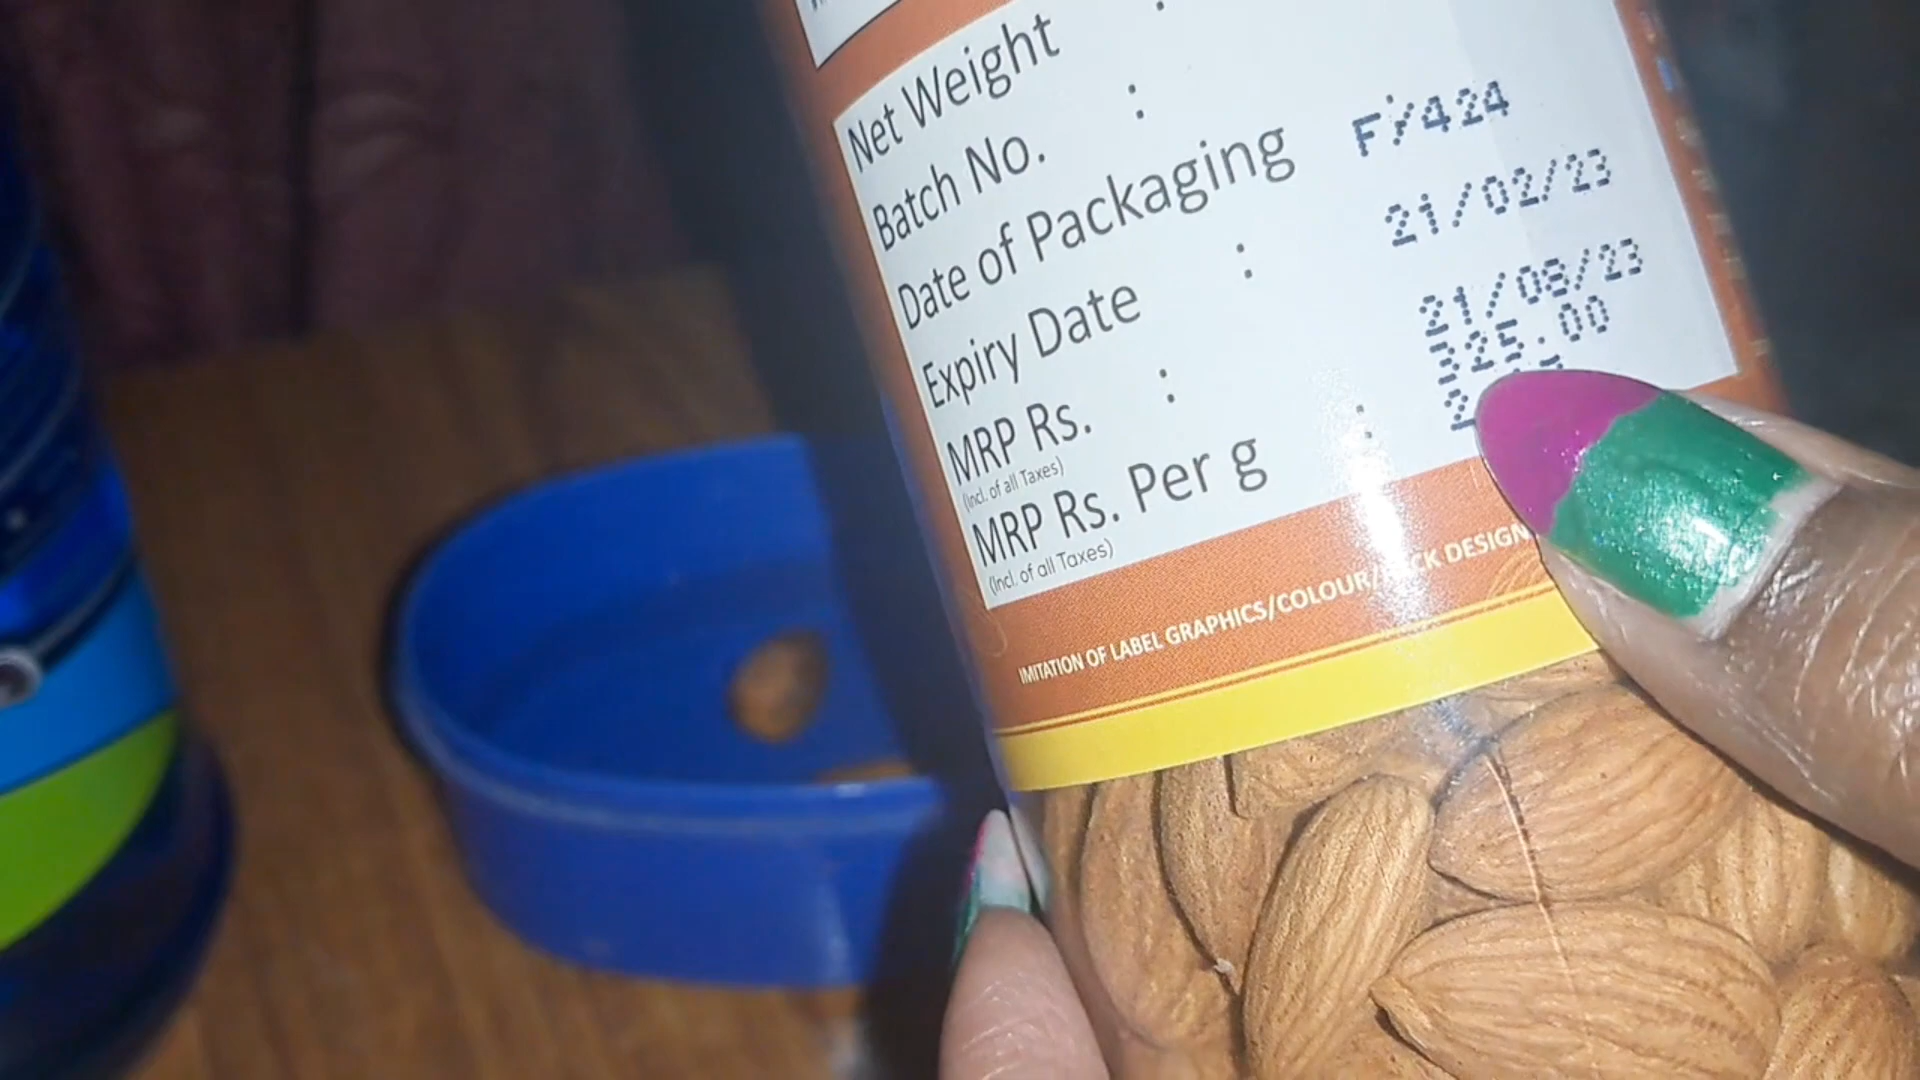 Net Weight :
Batch No. : F/424
Date of Packaging 21/02/23
Expiry Date : 21/08/23
MRP Rs. : 525.00
(Incl. of all Taxes)
MRP Rs. Per g :
(Incl. of all Taxes)
IMITATION OF LABEL GRAPHICS/COLOUR/ DESIGN